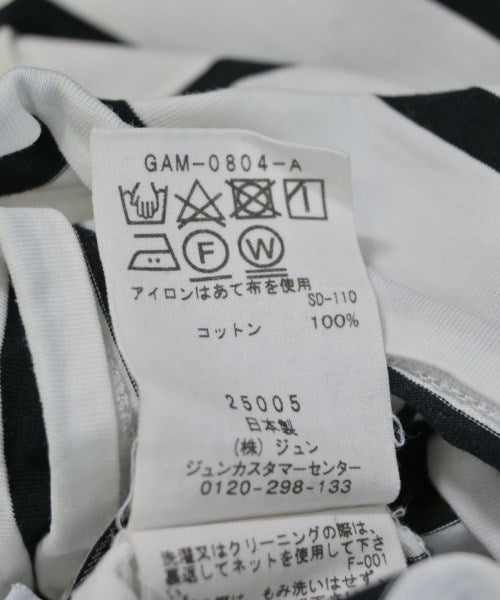 GAM-0804-A
F W
アイロンはあて布を使用
SD-110
コットン 100%
25005
日本製
(株) ジュン
ジュンカスタマーセンター
0120-298-133
洗濯又はクリーニングの際は、
裏返してネットを使用して下さ
F-001
い。
は、もみ洗いはせず